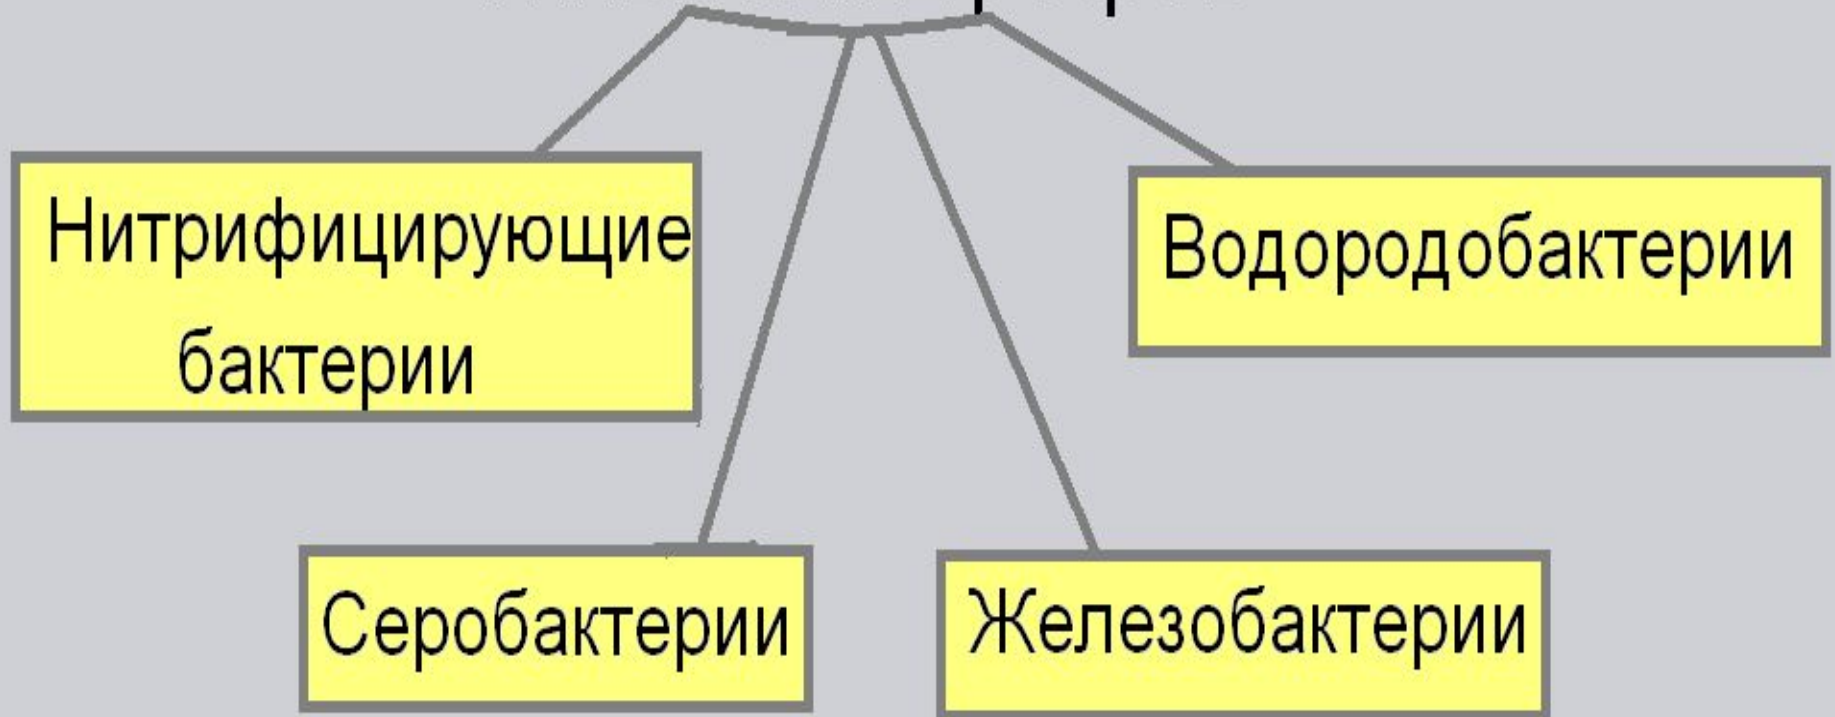 Нитрифицирующие
бактерии
Водородобактерии
Серобактерии
Железобактерии